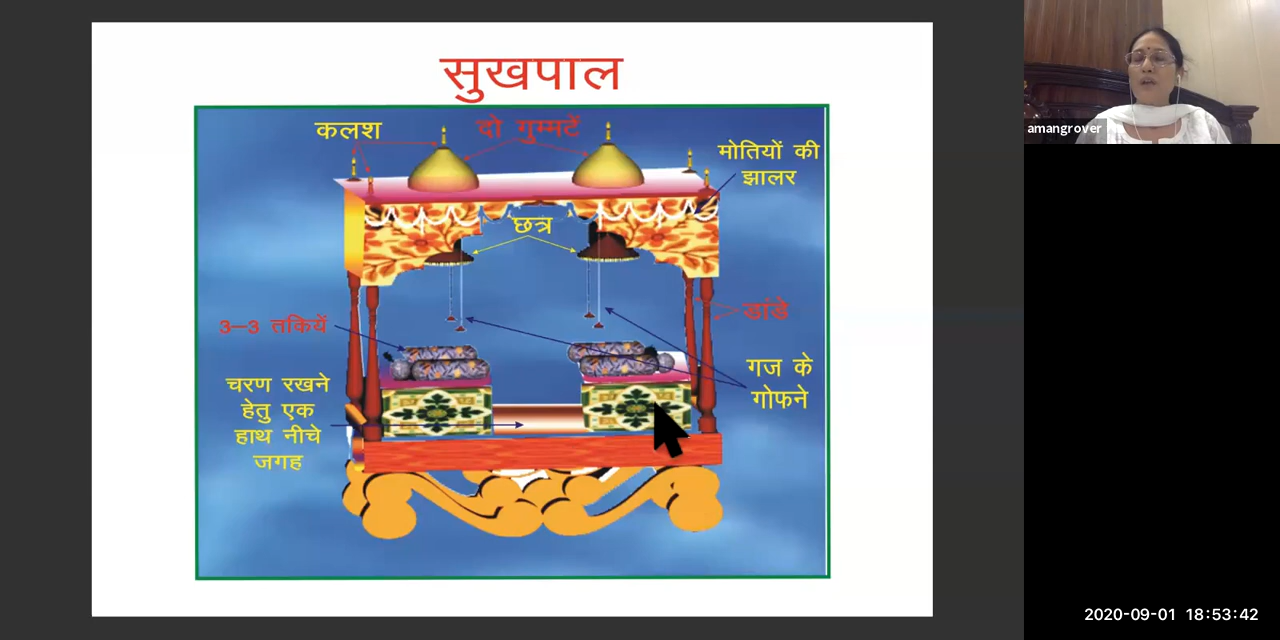 सुखपाल
कलश
दो गुम्मटें
मोतियों की
झालर
छत्र
3–3 तकियें
डांडे
चरण रखने
हेतु एक
हाथ नीचे
जगह
गज के
गोफने
amangrover
2020-09-01 18:53:42